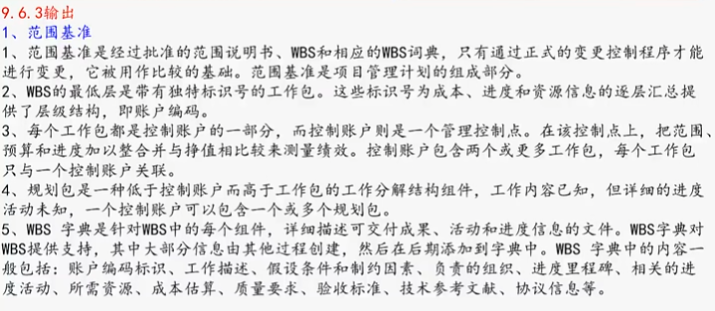 9.6.3输出
1、范围基准
1、范围基准是经过批准的范围说明书、WBS和相应的WBS词典，只有通过正式的变更控制程序才能
进行变更，它被用作比较的基础。范围基准是项目管理计划的组成部分。
2、WBS的最低层是带有独特标识号的工作包。这些标识号为成本、进度和资源信息的逐层汇总提
供了层级结构，即账户编码。
3、每个工作包都是控制账户的一部分，而控制账户则是一个管理控制点。在该控制点上，把范围、
预算和进度加以整合并与挣值相比较来测量绩效。控制账户包含两个或更多工作包，每个工作包
只与一个控制账户关联。
4、规划包是一种低于控制账户而高于工作包的工作分解结构组件，工作内容已知，但详细的进度
活动未知，一个控制账户可以包含一个或多个规划包。
5、WBS 字典是针对WBS中的每个组件，详细描述可交付成果、活动和进度信息的文件。WBS字典对
WBS提供支持，其中大部分信息由其他过程创建，然后在后期添加到字典中。WBS 字典中的内容一
般包括：账户编码标识、工作描述、假设条件和制约因素、负责的组织、进度里程碑、相关的进
度活动、所需资源、成本估算、质量要求、验收标准、技术参考文献、协议信息等。